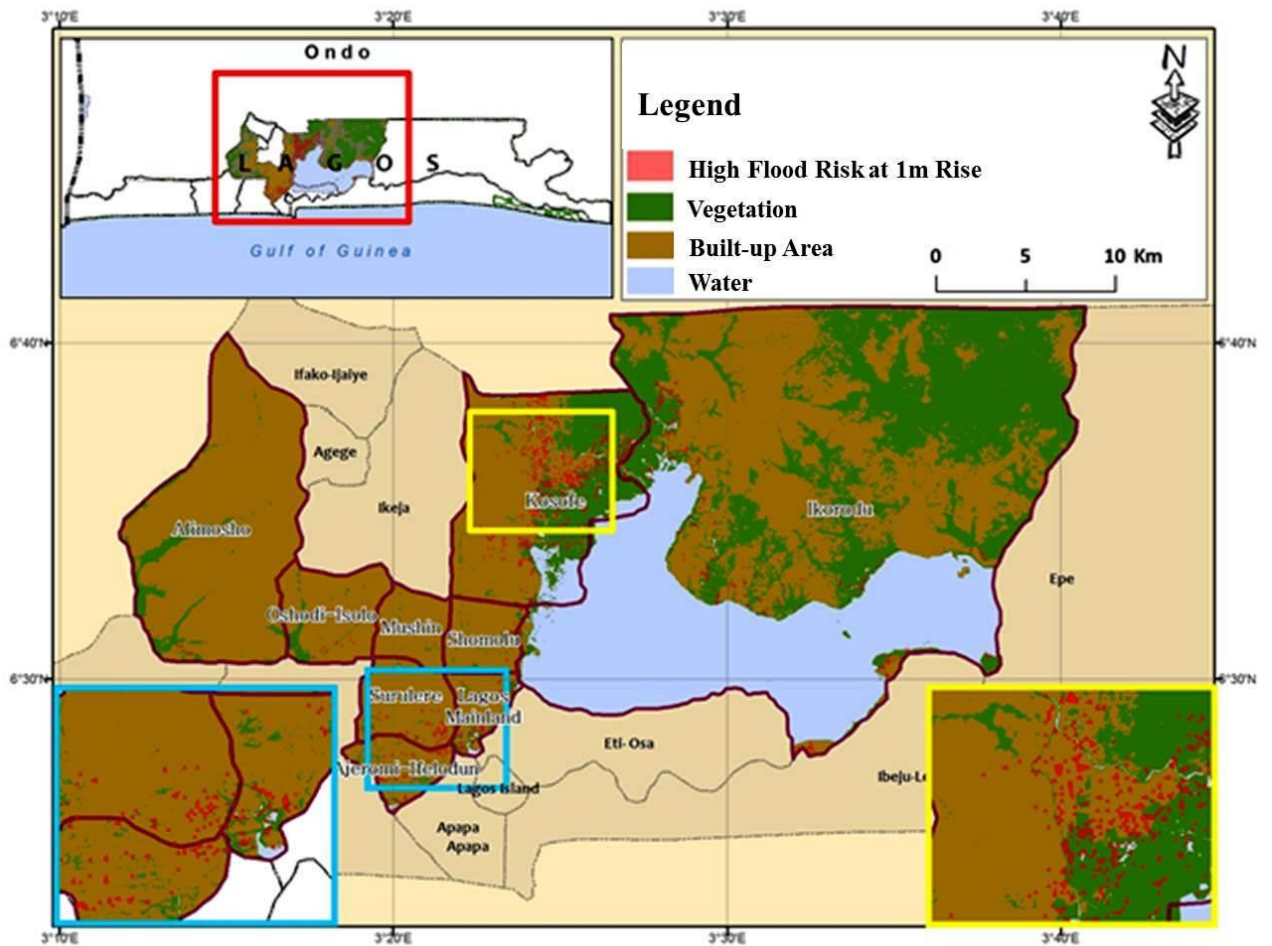 3°10'E 3°20'E 3°30'E 3°40'E
Ondo
L A G O S
Gulf of Guinea
N
Legend
High Flood Risk at 1m Rise
Vegetation
Built-up Area
Water
0 5 10 Km
6°40'N 6°40'N
Ifako-Ijaiye
Agege
Ikeja
Kosofe
Alimosho
Ikorodu
Epe
Oshodi-Isolo
Mushin
Shomolu
6°30'N 6°30'N
Surulere
Lagos
Mainland
Eti-Osa
Ajeromi-Ifelodun
Lagos Island
Ibeju-Le
Apapa
Apapa
3°10'E 3°20'E 3°30'E 3°40'E